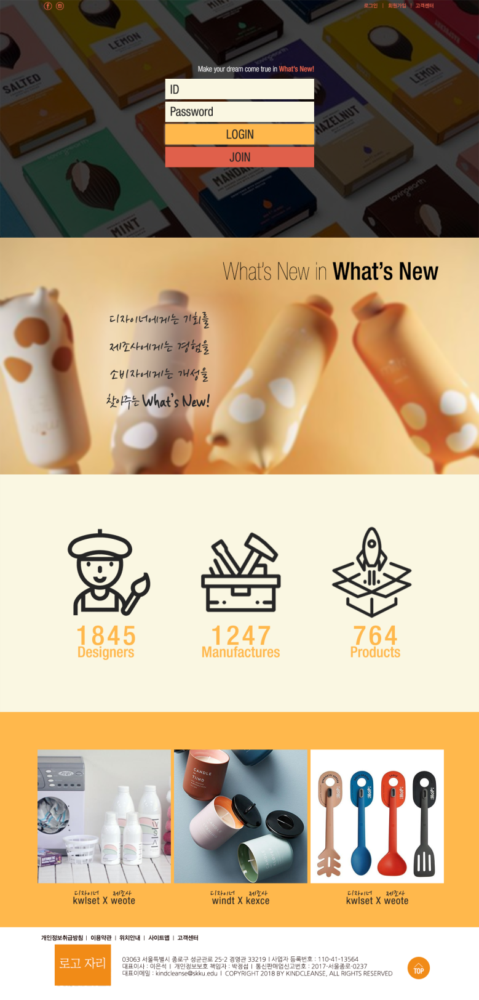 로그인 | 회원가입 | 고객센터
LEMON
SALTED
LEMON
Make your dream come true in What's New!
ID
Password
HAZELNUT
LOGIN
JOIN
lovingearth
MINT
What's New in What's New
디자이너에게는 기회를
제조사에게는 경험을
소비자에게는 개성을
찾아주는 What's New!
1845
Designers
1247
Manufactures
764
Products
CANDLE
TIIND
디자이너 제조사
kwlset X weote
디자이너 제조사
windt X kexce
디자이너 제조사
kwlset X weote
개인정보취급방침 | 이용약관 | 위치안내 | 사이트맵 | 고객센터
로고 자리
03063 서울특별시 종로구 성균관로 25-2 경영관 33219 | 사업자 등록번호 : 110-41-13564
대표이사 : 이은석 | 개인정보보호 책임자 : 박정섭 | 통신판매업신고번호 : 2017-서울종로-0237
대표이메일 : kindcleanse@skku.edu | COPYRIGHT 2018 BY KINDCLEANSE, ALL RIGHTS RESERVED
TOP